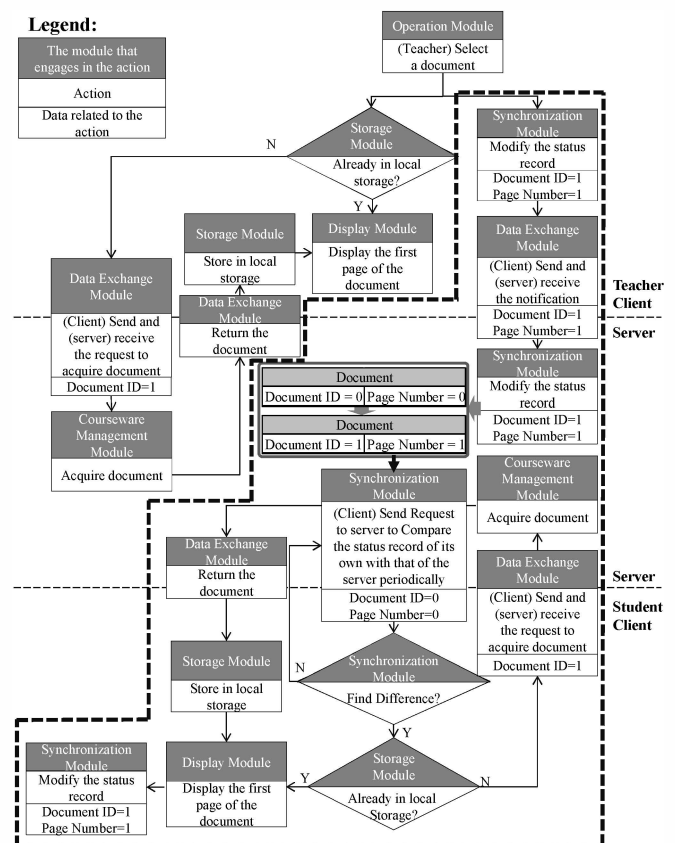 Legend:
The module that
engages in the action
Action
Data related to the
action
Operation Module
(Teacher) Select
a document
Storage
Module
Already in local
storage?
N
Y
Synchronization
Module
Modify the status
record
Document ID=1
Page Number=1
Storage Module
Store in local
storage
Display Module
Display the first
page of the
document
Data Exchange
Module
(Client) Send and
(server) receive
the notification
Document ID=1
Page Number=1
Teacher
Client
Server
Data Exchange
Module
(Client) Send and
(server) receive
the request to
acquire document
Document ID=1
Data Exchange
Module
Return the
document
Synchronization
Module
Modify the status
record
Document ID=1
Page Number=1
Document
Document ID = 0 Page Number = 0
Document
Document ID = 1 Page Number = 1
Courseware
Management
Module
Acquire document
Synchronization
Module
(Client) Send Request
to server to Compare
the status record of its
own with that of the
server periodically
Document ID=0
Page Number=0
Courseware
Management
Module
Acquire document
Data Exchange
Module
Return the
document
Data Exchange
Module
(Client) Send and
(server) receive
the request to
acquire document
Document ID=1
Server
Student
Client
Storage Module
Store in local
storage
Synchronization
Module
Find Difference?
Y
Synchronization
Module
Modify the status
record
Document ID=1
Page Number=1
Display Module
Display the first
page of the
document
Y
Storage
Module
Already in local
Storage?
N